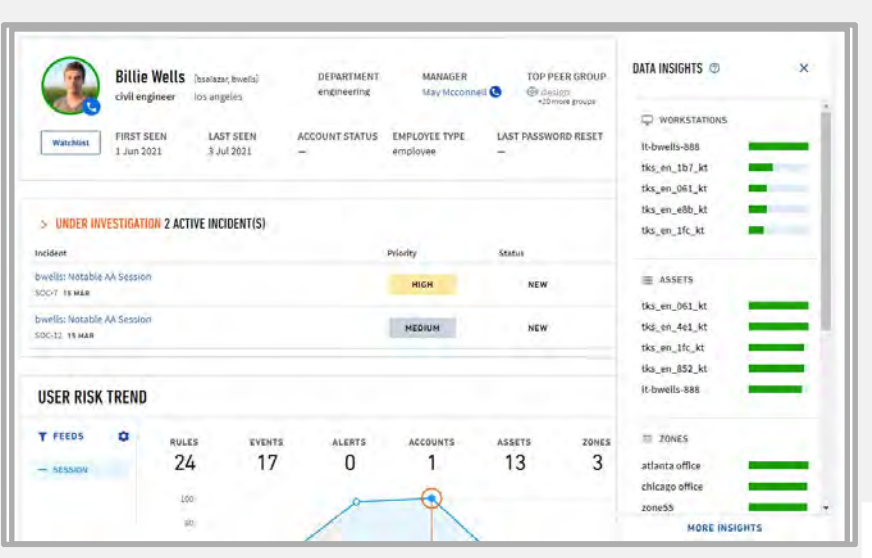 Billie Wells [bsalazar, bwells]
civil engineer los angeles
DEPARTMENT
engineering
MANAGER
May Mcconnell
TOP PEER GROUP
design
+20 more groups
Watchlist
FIRST SEEN
1 Jun 2021
LAST SEEN
3 Jul 2021
ACCOUNT STATUS
—
EMPLOYEE TYPE
employee
LAST PASSWORD RESET
—
> UNDER INVESTIGATION 2 ACTIVE INCIDENT(S)
Incident Priority Status
bwells: Notable AA Session HIGH NEW
SOC-7 15 MAR
bwells: Notable AA Session MEDIUM NEW
SOC-12 15 MAR
USER RISK TREND
FEEDS
SESSION
RULES
24
EVENTS
17
ALERTS
0
ACCOUNTS
1
ASSETS
13
ZONES
3
100
80
DATA INSIGHTS
WORKSTATIONS
lt-bwells-888
tks_en_1b7_kt
tks_en_061_kt
tks_en_e8b_kt
tks_en_1fc_kt
ASSETS
tks_en_061_kt
tks_en_4e1_kt
tks_en_1fc_kt
tks_en_852_kt
lt-bwells-888
ZONES
atlanta office
chicago office
zone55
MORE INSIGHTS